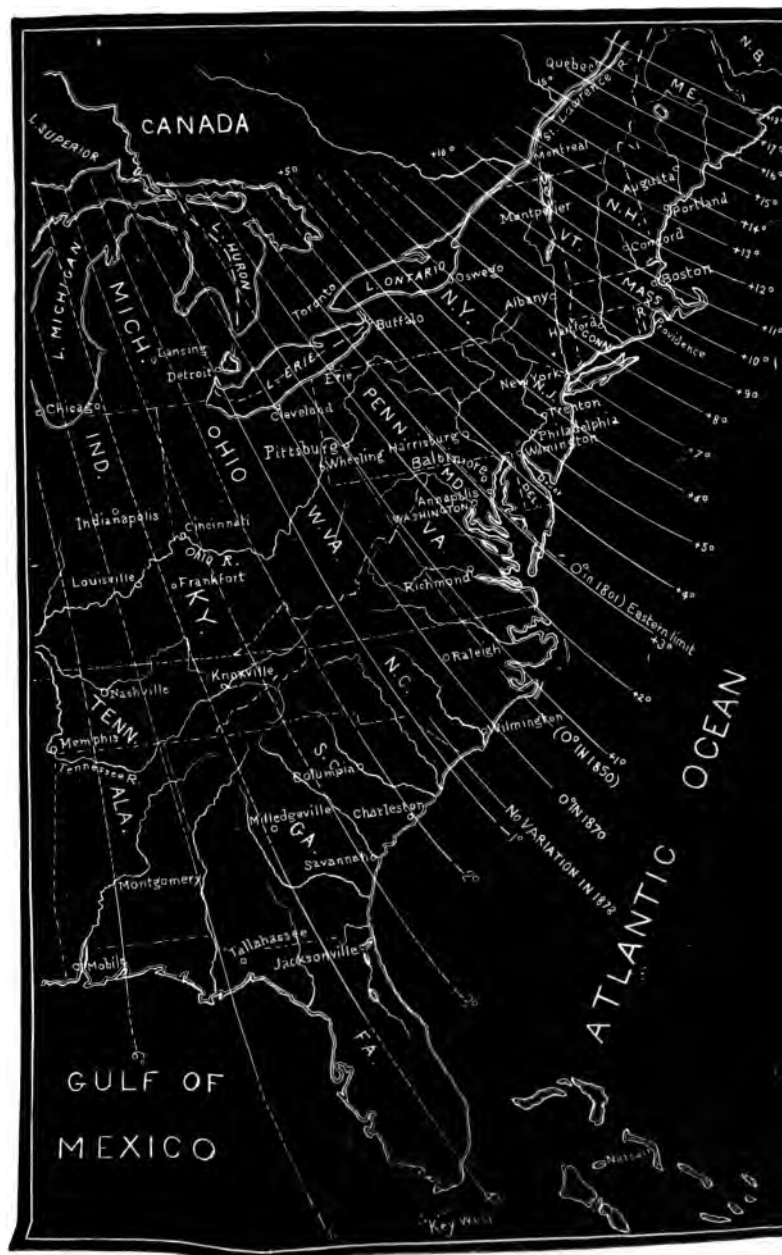 N.B.
Quebec
ME.
15°
St. Lawrence R.
CANADA
L. SUPERIOR
+18°
+17°
+16°
+10°
Montreal
+5°
Augusta
+15°
N.H.
Portland
Montpelier
+14°
L. HURON
VT.
Concord
+13°
L. MICHIGAN
L. ONTARIO
Oswego
Toronto
MICH.
N.Y.
Boston
+12°
Albany
MASS
R.I.
Buffalo
Hartford
CONN
Providence
+11°
Lansing
L. ERIE
+10°
Detroit
Erie
New York
+9°
Chicago
Cleveland
N.J.
Trenton
+8°
OHIO
PENN.
Pittsburg
Harrisburg
Philadelphia
Wilmington
IND.
Wheeling
Baltimore
+7°
MD.
DEL.
Dover
Annapolis
+6°
WASHINGTON
Indianapolis
W.VA.
VA
Cincinnati
+5°
Ohio R.
Louisville
Frankfort
Richmond
0° in 1801) Eastern limit
+4°
KY.
+3°
Raleigh
Knoxville
N.C.
+2°
Nashville
TENN.
Wilmington
+1°
(0° IN 1850)
Memphis
Tennessee R.
S.C.
Columbia
OCEAN
ALA.
0° IN 1870
Milledgeville
Charleston
1°
NO VARIATION IN 1878
GA.
Savannah
Montgomery
Tallahassee
Mobile
Jacksonville
ATLANTIC
FA.
GULF OF
MEXICO
Nassau
Key West